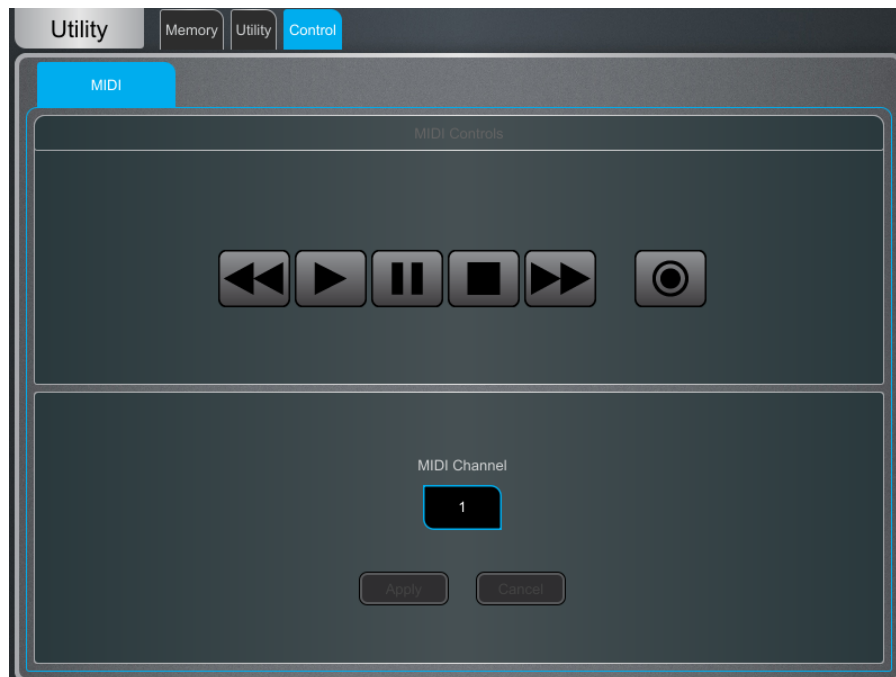 Utility
Memory
Utility
Control
MIDI
MIDI Controls
MIDI Channel
1
Apply
Cancel